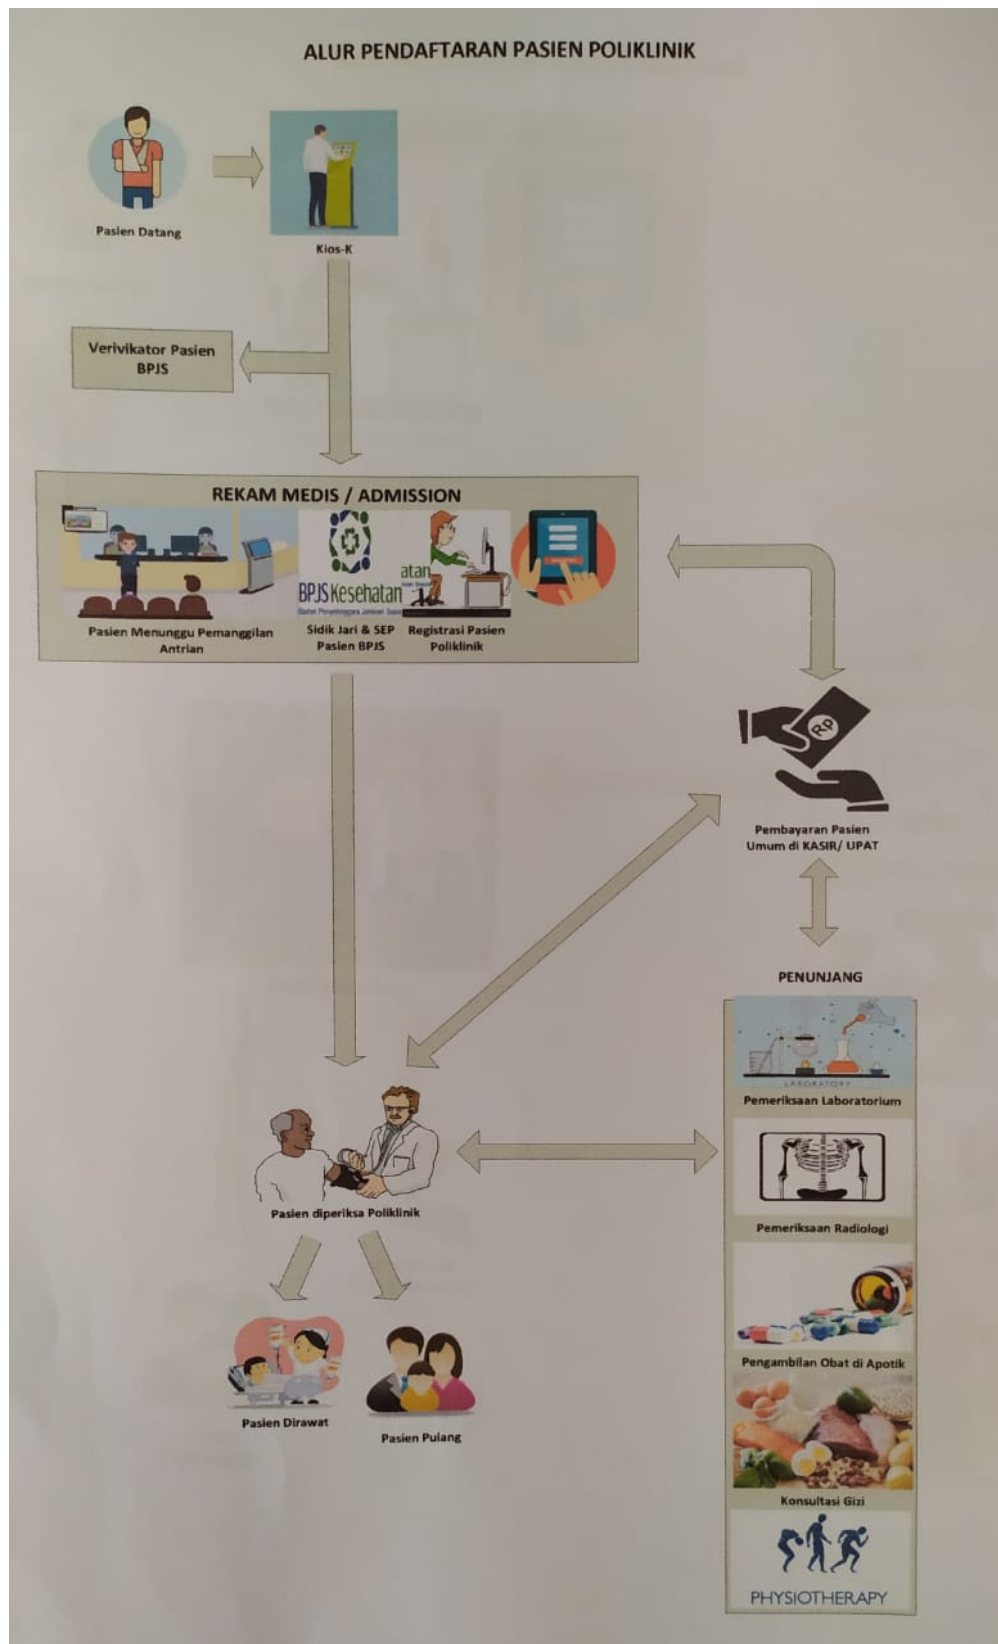 ALUR PENDAFTARAN PASIEN POLIKLINIK
Pasien Datang
Kios-K
Verivikator Pasien
BPJS
REKAM MEDIS / ADMISSION
BPJS Kesehatan
atan
Pasien Menunggu Pemanggilan
Antrian
Sidik Jari & SEP
Pasien BPJS
Registrasi Pasien
Poliklinik
Rp
Pembayaran Pasien
Umum di KASIR/ UPAT
PENUNJANG
LABORATORY
Pemeriksaan Laboratorium
Pemeriksaan Radiologi
Pasien diperiksa Poliklinik
Pengambilan Obat di Apotik
Pasien Dirawat
Pasien Pulang
Konsultasi Gizi
PHYSIOTHERAPY